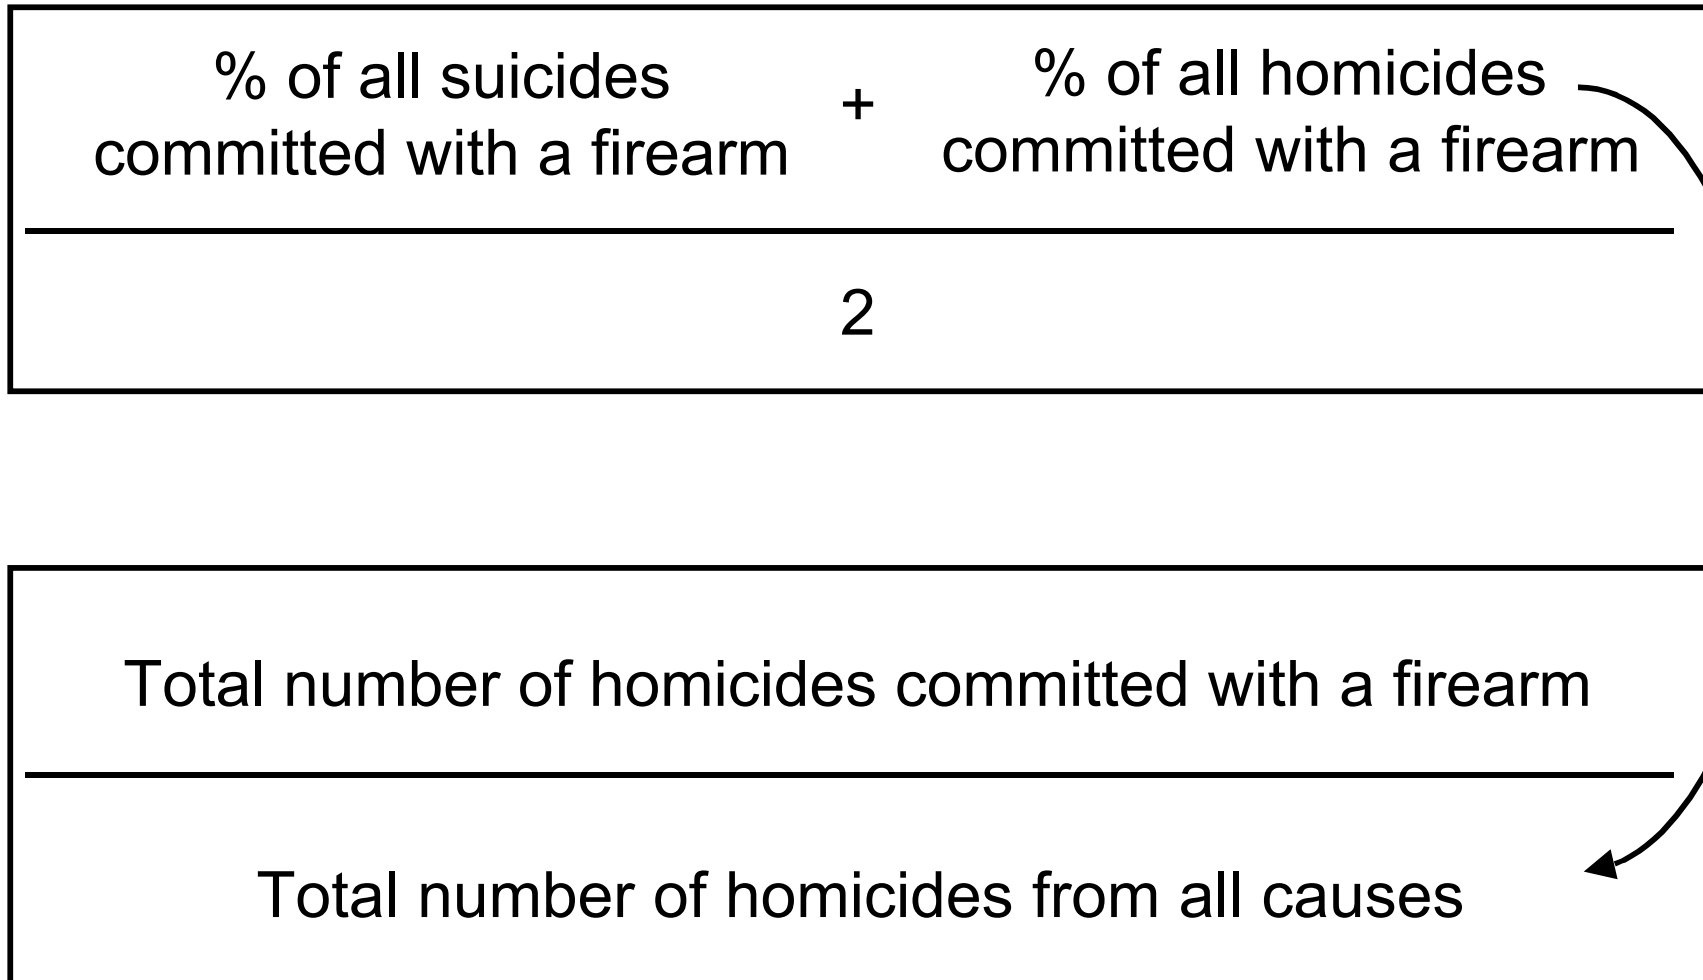 % of all suicides
committed with a firearm
+
% of all homicides
committed with a firearm
2
Total number of homicides committed with a firearm
Total number of homicides from all causes